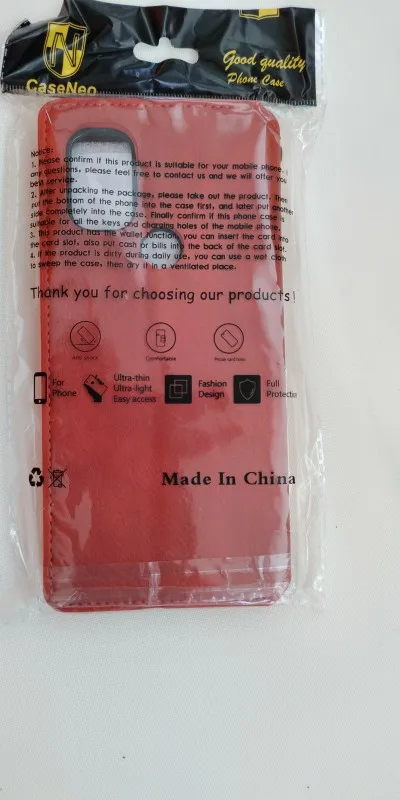 N
CaseNeo
Good quality
Phone Case
Notice:
1. Please confirm if this product is suitable for your mobile phone. I
any questions, please feel free to contact us and we will offer you
best service.
2. After unpacking the package, please take out the product. Then
put the bottom of the phone into the case first, and later put another
side completely into the case. Finally confirm if this phone case is
suitable for all the keys and charging holes of the mobile phone.
3. This product has the wallet function, you can insert the card into
the card slot, also put cash or bills into the back of the card slot.
4. If the product is dirty during daily use, you can use a wet cloth
to sweep the case, then dry it in a ventilated place.
Thank you for choosing our products!
Comfortable
For
Phone
Ultra-thin
Ultra-light
Easy access
Fashion
Design
Full
Protectio
Made In China